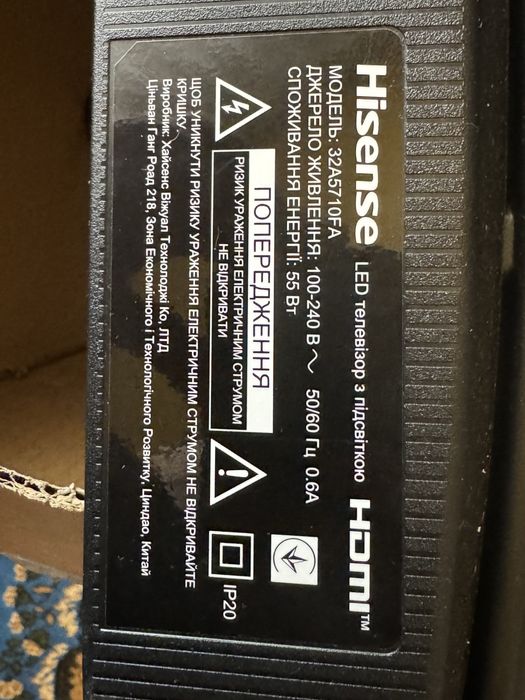 Hisense LED телевізор з підсвіткою HDMI™
МОДЕЛЬ: 32A5710FA
ДЖЕРЕЛО ЖИВЛЕННЯ: 100-240 В ~ 50/60 Гц 0.6А
СПОЖИВАННЯ ЕНЕРГІЇ: 55 Вт
ПОПЕРЕДЖЕННЯ
РИЗИК УРАЖЕННЯ ЕЛЕКТРИЧНИМ СТРУМОМ
НЕ ВІДКРИВАТИ
IP20
ЩОБ УНИКНУТИ РИЗИКУ УРАЖЕННЯ ЕЛЕКТРИЧНИМ СТРУМОМ НЕ ВІДКРИВАЙТЕ
КРИШКУ.
Виробник: Хайсенс Віжуал Технолоджі Ко, ЛТД
Ціньван Ганг Роад 218, Зона Економічного і Технологічного Розвитку, Циндао, Китай